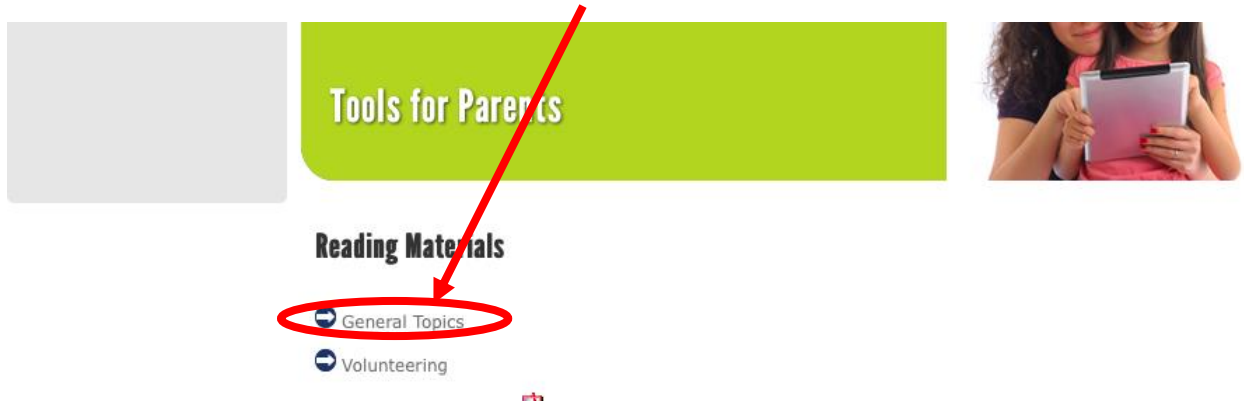 Tools for Parents
Reading Materials
General Topics
Volunteering